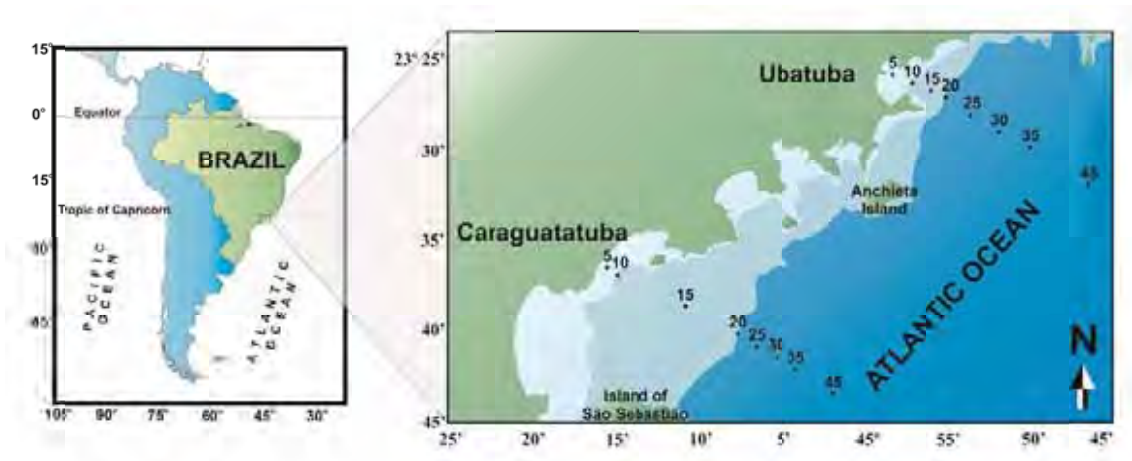 15°
0°
15°
30°
45°
105° 90° 75° 60° 45° 30°
Equator
BRAZIL
Tropic of Capricorn
PACIFIC
OCEAN
ATLANTIC
OCEAN
23° 25'
30'
35'
40'
45'
25' 20' 15' 10' 5' 45° 55' 50' 45'
Ubatuba
5
10
15
20
25
30
35
45
Anchieta
Island
Caraguatatuba
5 10
15
20
25
30
35
45
Island of
São Sebastião
ATLANTIC OCEAN
N